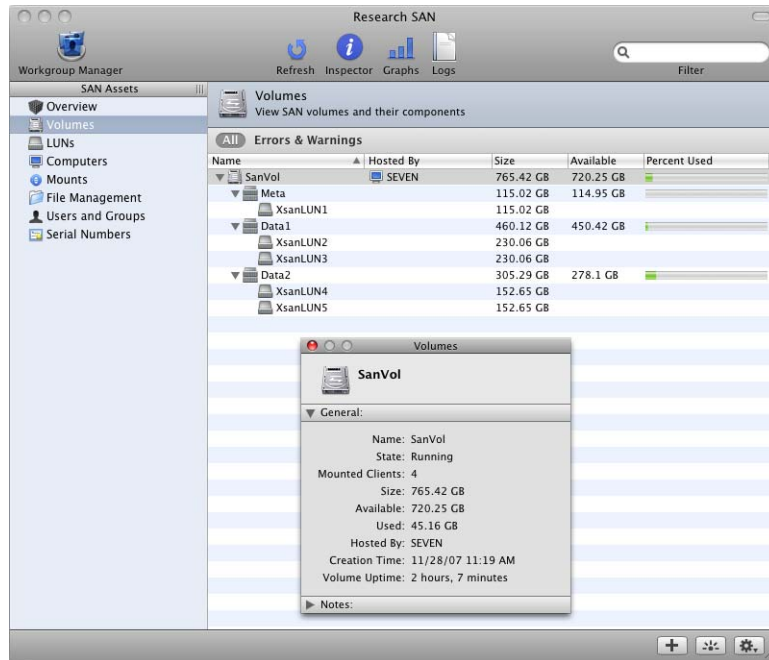 Research SAN
Workgroup Manager
Refresh Inspector Graphs Logs
Filter
SAN Assets
Overview
Volumes
LUNs
Computers
Mounts
File Management
Users and Groups
Serial Numbers
Volumes
View SAN volumes and their components
All Errors & Warnings
Name Hosted By Size Available Percent Used
SanVol SEVEN 765.42 GB 720.25 GB
Meta 115.02 GB 114.95 GB
XsanLUN1 115.02 GB
Data1 460.12 GB 450.42 GB
XsanLUN2 230.06 GB
XsanLUN3 230.06 GB
Data2 305.29 GB 278.1 GB
XsanLUN4 152.65 GB
XsanLUN5 152.65 GB
Volumes
SanVol
General:
Name: SanVol
State: Running
Mounted Clients: 4
Size: 765.42 GB
Available: 720.25 GB
Used: 45.16 GB
Hosted By: SEVEN
Creation Time: 11/28/07 11:19 AM
Volume Uptime: 2 hours, 7 minutes
Notes: